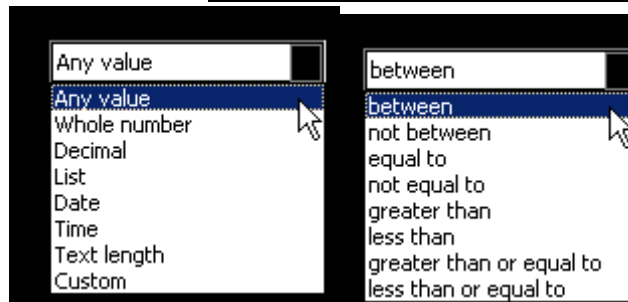 Any value
Any value
Whole number
Decimal
List
Date
Time
Text length
Custom
between
between
not between
equal to
not equal to
greater than
less than
greater than or equal to
less than or equal to